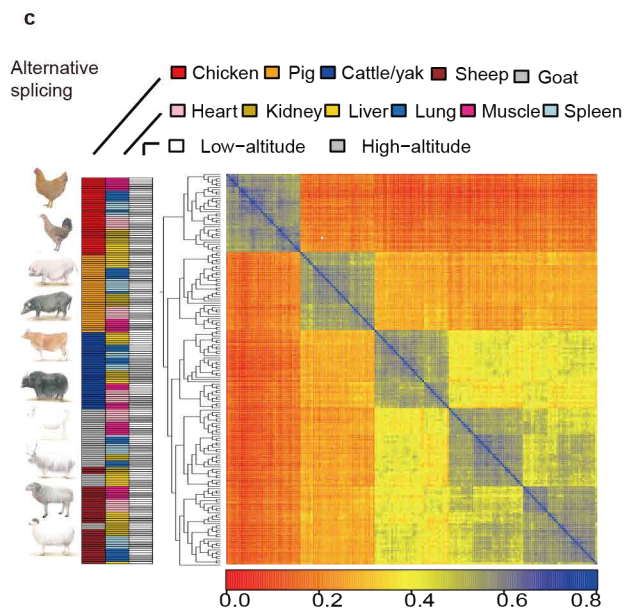 c
Alternative
splicing
Chicken Pig Cattle/yak Sheep Goat
Heart Kidney Liver Lung Muscle Spleen
Low−altitude High−altitude
0.0 0.2 0.4 0.6 0.8